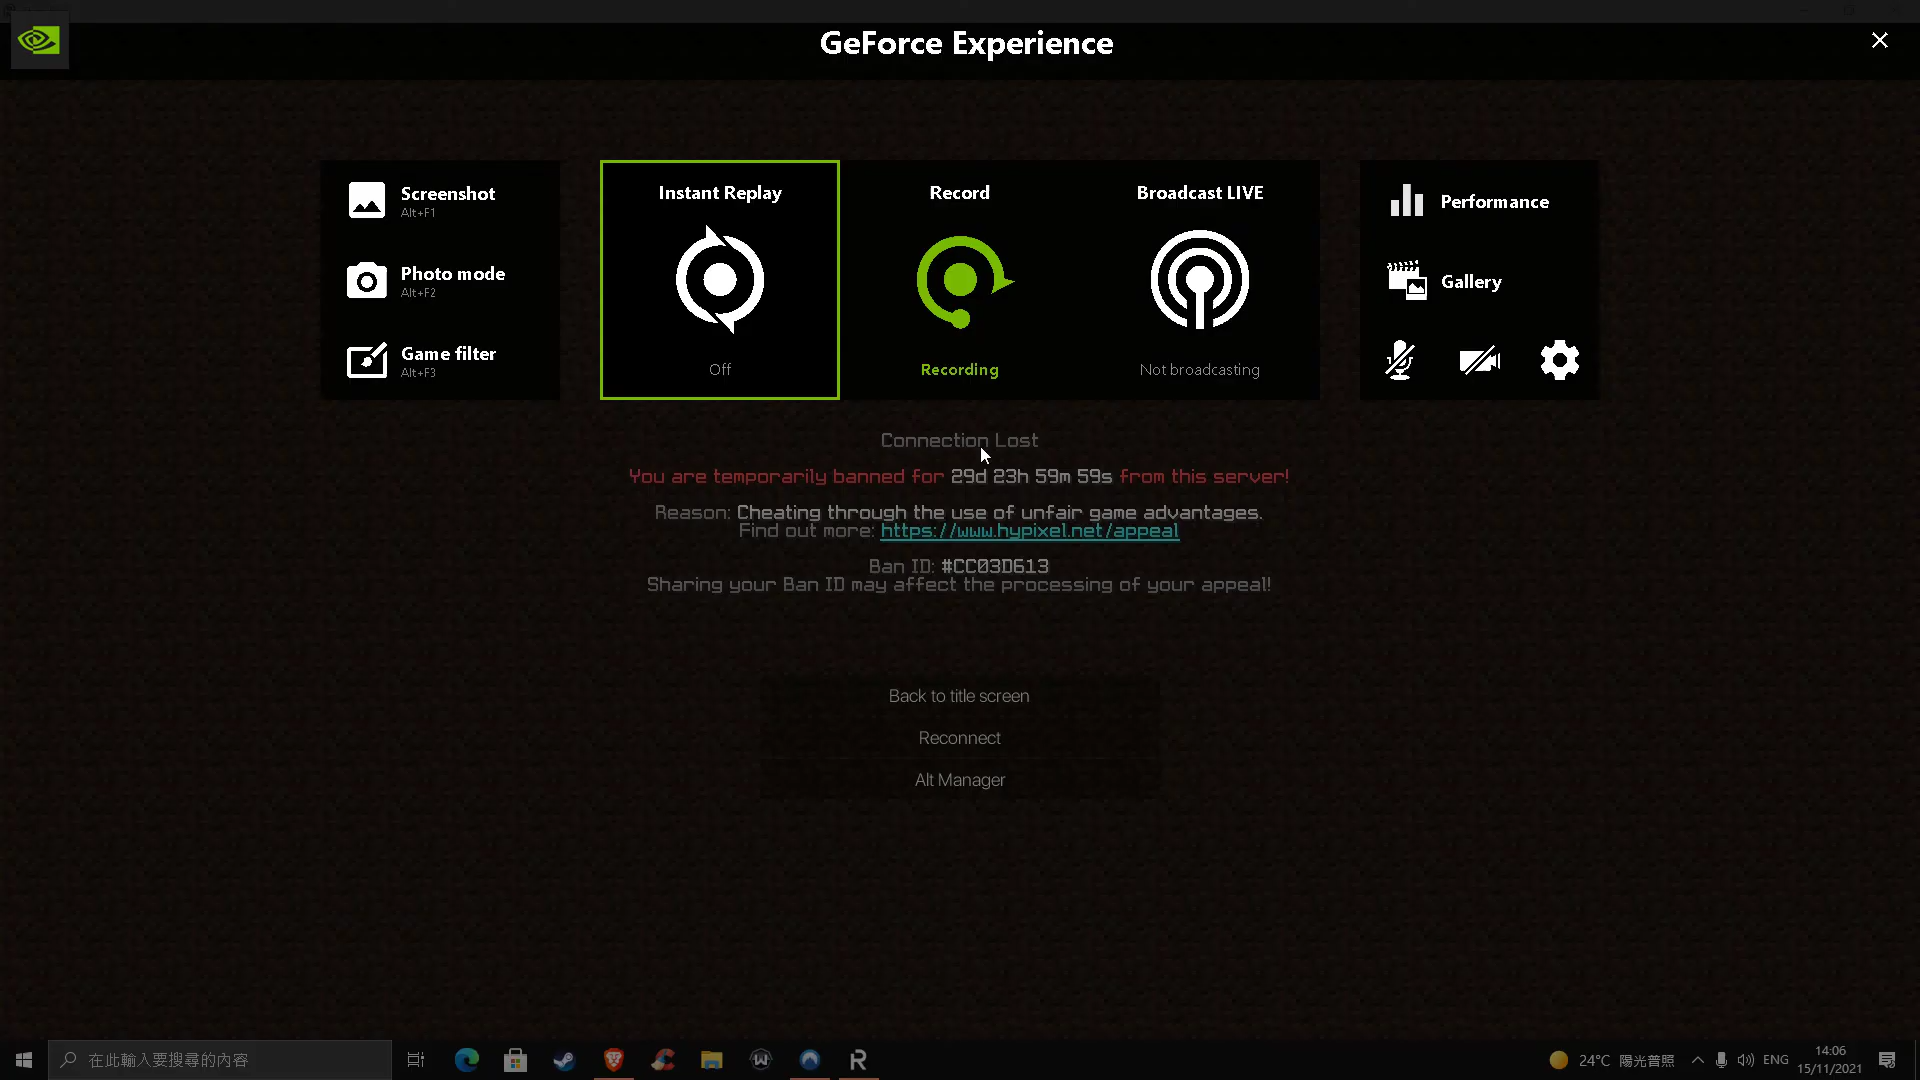 GeForce Experience
Screenshot
Alt+F1
Photo mode
Alt+F2
Game filter
Alt+F3
Instant Replay
Off
Record
Recording
Broadcast LIVE
Not broadcasting
Performance
Gallery
Connection Lost
You are temporarily banned for 29d 23h 59m 59s from this server!
Reason: Cheating through the use of unfair game advantages.
Find out more: https://www.hypixel.net/appeal
Ban ID: #CC03D613
Sharing your Ban ID may affect the processing of your appeal!
Back to title screen
Reconnect
Alt Manager
在此輸入要搜尋的內容
24°C 陽光普照
ENG
14:06
15/11/2021